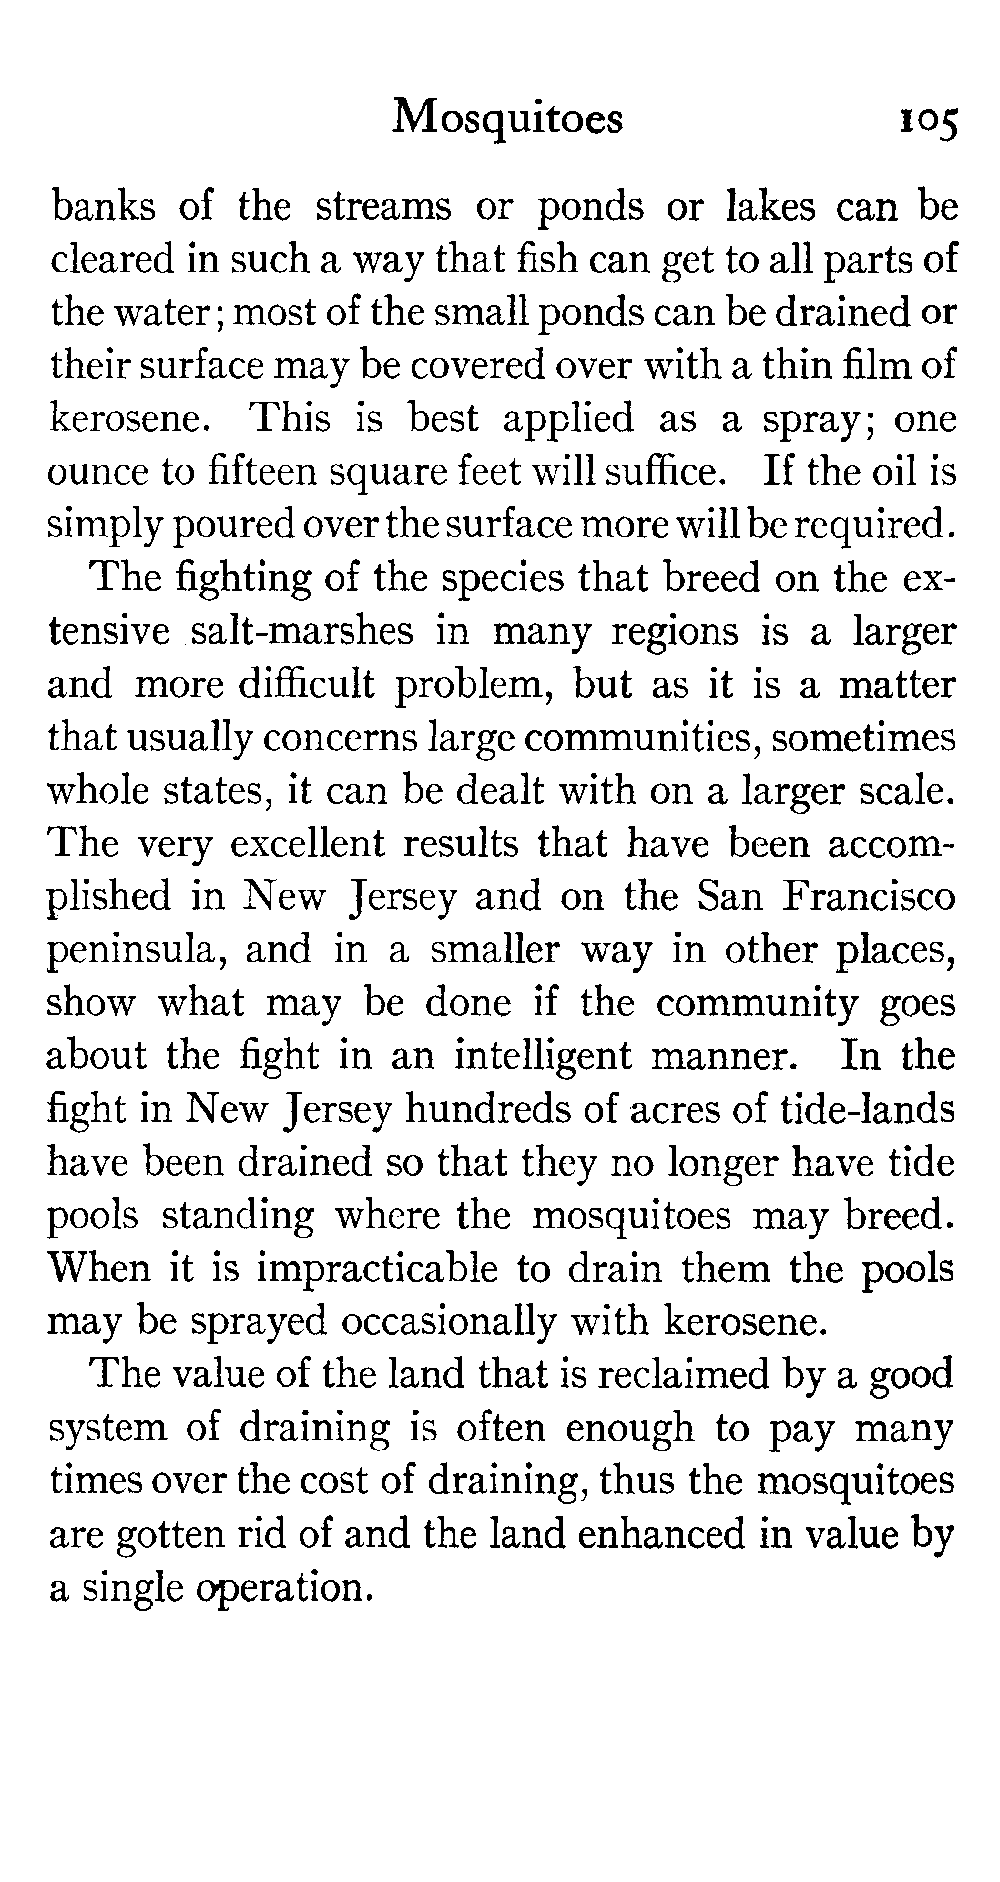 Mosquitoes 105
banks of the streams or ponds or lakes can be
cleared in such a way that fish can get to all parts of
the water; most of the small ponds can be drained or
their surface may be covered over with a thin film of
kerosene. This is best applied as a spray; one
ounce to fifteen square feet will suffice. If the oil is
simply poured over the surface more will be required.
The fighting of the species that breed on the ex-
tensive salt-marshes in many regions is a larger
and more difficult problem, but as it is a matter
that usually concerns large communities, sometimes
whole states, it can be dealt with on a larger scale.
The very excellent results that have been accom-
plished in New Jersey and on the San Francisco
peninsula, and in a smaller way in other places,
show what may be done if the community goes
about the fight in an intelligent manner. In the
fight in New Jersey hundreds of acres of tide-lands
have been drained so that they no longer have tide
pools standing where the mosquitoes may breed.
When it is impracticable to drain them the pools
may be sprayed occasionally with kerosene.
The value of the land that is reclaimed by a good
system of draining is often enough to pay many
times over the cost of draining, thus the mosquitoes
are gotten rid of and the land enhanced in value by
a single operation.